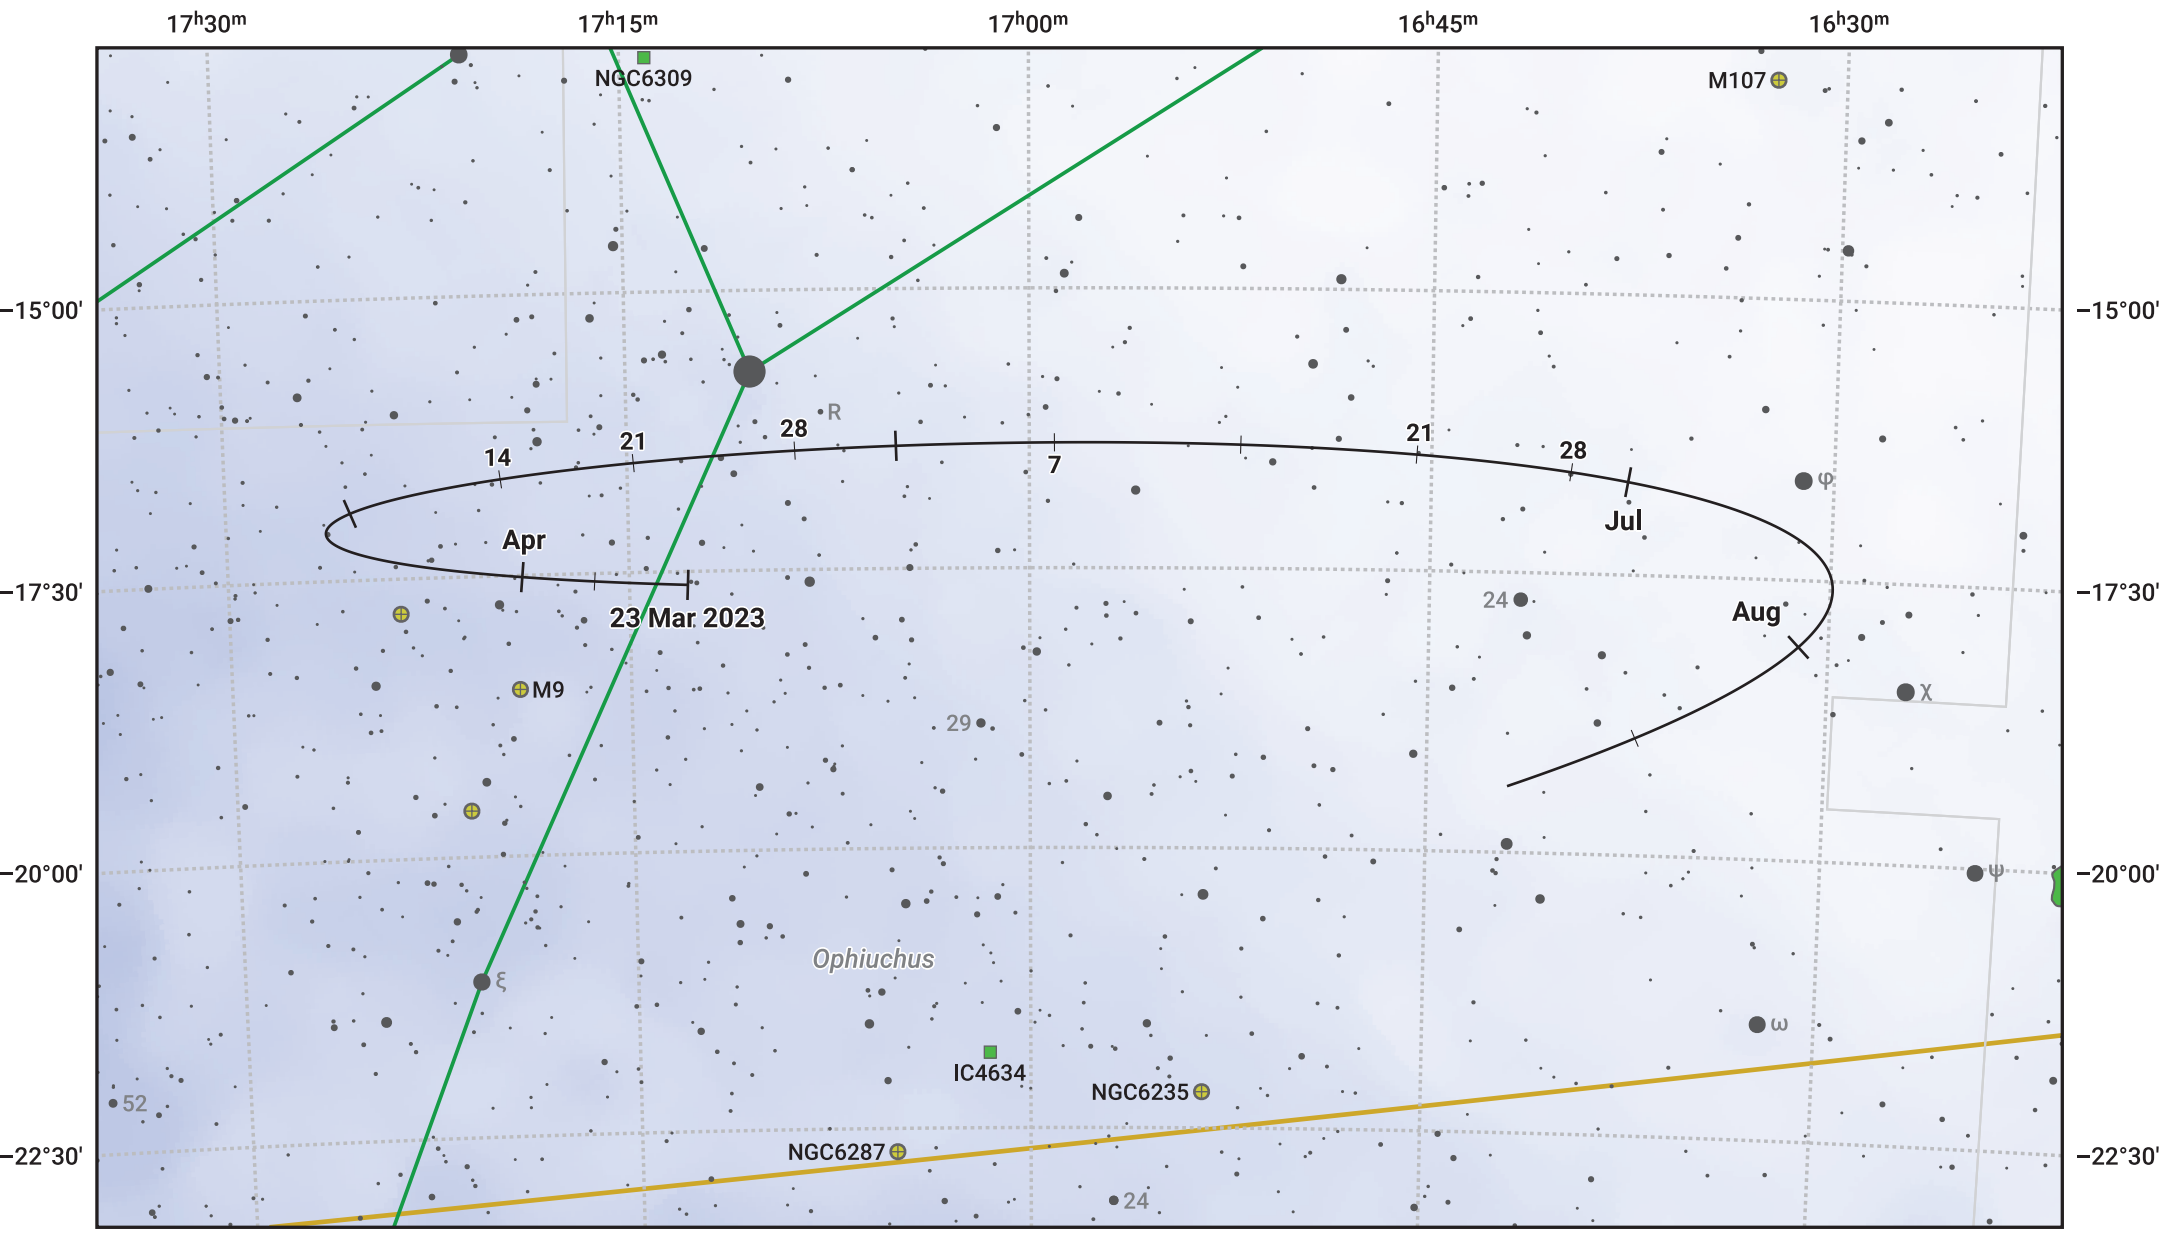 17ʰ30ᵐ 17ʰ15ᵐ 17ʰ00ᵐ 16ʰ45ᵐ 16ʰ30ᵐ
NGC6309
M107
−15°00' −15°00'
R
28
21
21
14
7
28
φ
Jul
Apr
−17°30' −17°30'
24
23 Mar 2023
Aug
M9
χ
29
−20°00' −20°00'
ψ
Ophiuchus
ξ
ω
IC4634
NGC6235
52
NGC6287
−22°30' −22°30'
24